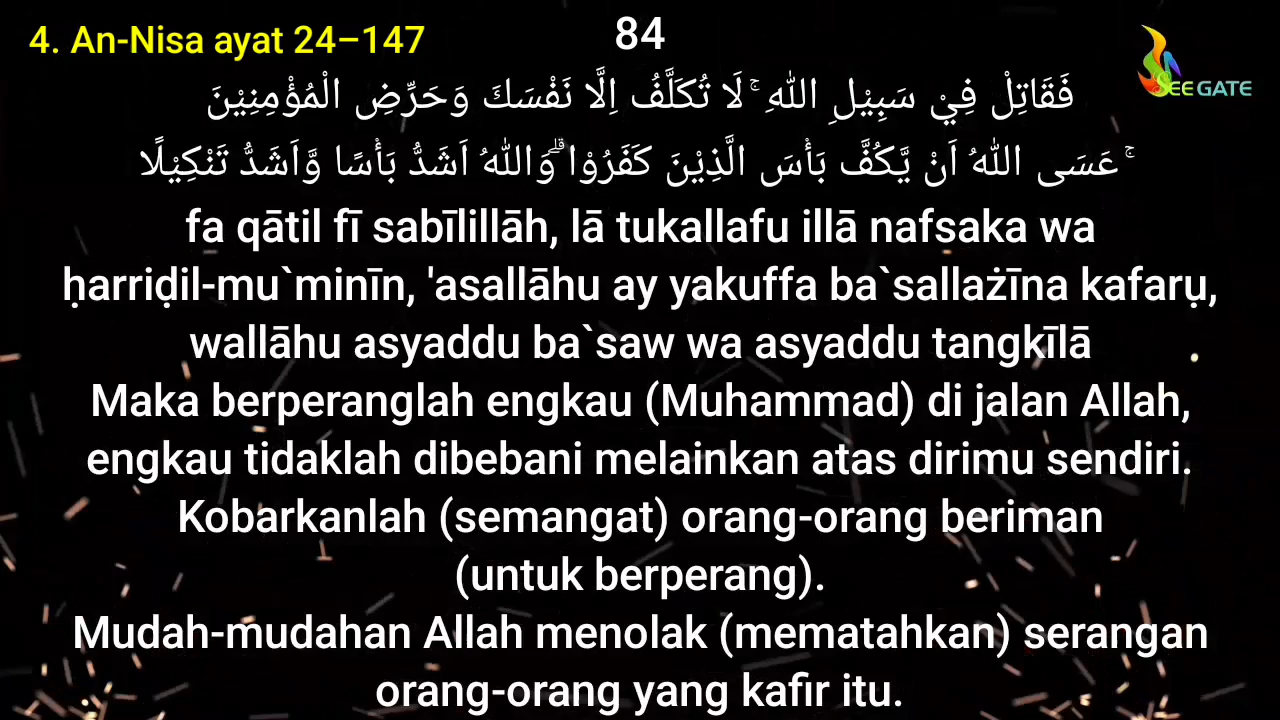 4. An-Nisa ayat 24–147
84
SEE GATE
فَقَاتِلْ فِيْ سَبِيْلِ اللّٰهِ ۚ لَا تُكَلَّفُ اِلَّا نَفْسَكَ وَحَرِّضِ الْمُؤْمِنِيْنَ
ۚ عَسَى اللّٰهُ اَنْ يَّكُفَّ بَأْسَ الَّذِيْنَ كَفَرُوْا ۗوَاللّٰهُ اَشَدُّ بَأْسًا وَّاَشَدُّ تَنْكِيْلًا
fa qātil fī sabīlillāh, lā tukallafu illā nafsaka wa
ḥarriḍil-mu`minīn, 'asallāhu ay yakuffa ba`sallażīna kafarụ,
wallāhu asyaddu ba`saw wa asyaddu tangkīlā
Maka berperanglah engkau (Muhammad) di jalan Allah,
engkau tidaklah dibebani melainkan atas dirimu sendiri.
Kobarkanlah (semangat) orang-orang beriman
(untuk berperang).
Mudah-mudahan Allah menolak (mematahkan) serangan
orang-orang yang kafir itu.